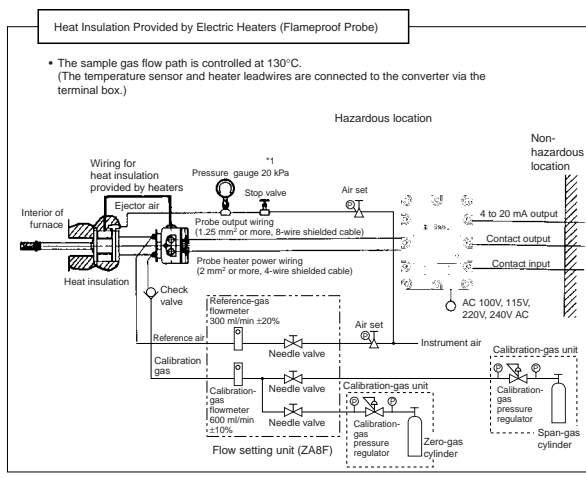 Heat Insulation Provided by Electric Heaters (Flameproof Probe)
• The sample gas flow path is controlled at 130°C.
(The temperature sensor and heater leadwires are connected to the converter via the
terminal box.)
Hazardous location
Non-
hazardous
location
*1
Pressure gauge 20 kPa
Wiring for
heat insulation
provided by heaters
Stop valve
Air set
Ejector air
Interior of
furnace
Probe output wiring
(1.25 mm² or more, 8-wire shielded cable)
4 to 20 mA output
Contact output
Probe heater power wiring
(2 mm² or more, 4-wire shielded cable)
Contact input
Heat insulation
Check
valve
AC 100V, 115V,
220V, 240V AC
Reference-gas
flowmeter
300 ml/min ±20%
Air set
Reference air
Needle valve
Instrument air
Calibration
gas
Calibration-gas unit
Needle valve
Calibration-gas unit
Calibration-
gas
flowmeter
600 ml/min
±10%
Needle valve
Calibration-
gas
pressure
regulator
Zero-gas
cylinder
Calibration-
gas
pressure
regulator
Span-gas
cylinder
Flow setting unit (ZA8F)
P
P
P
P
P
P